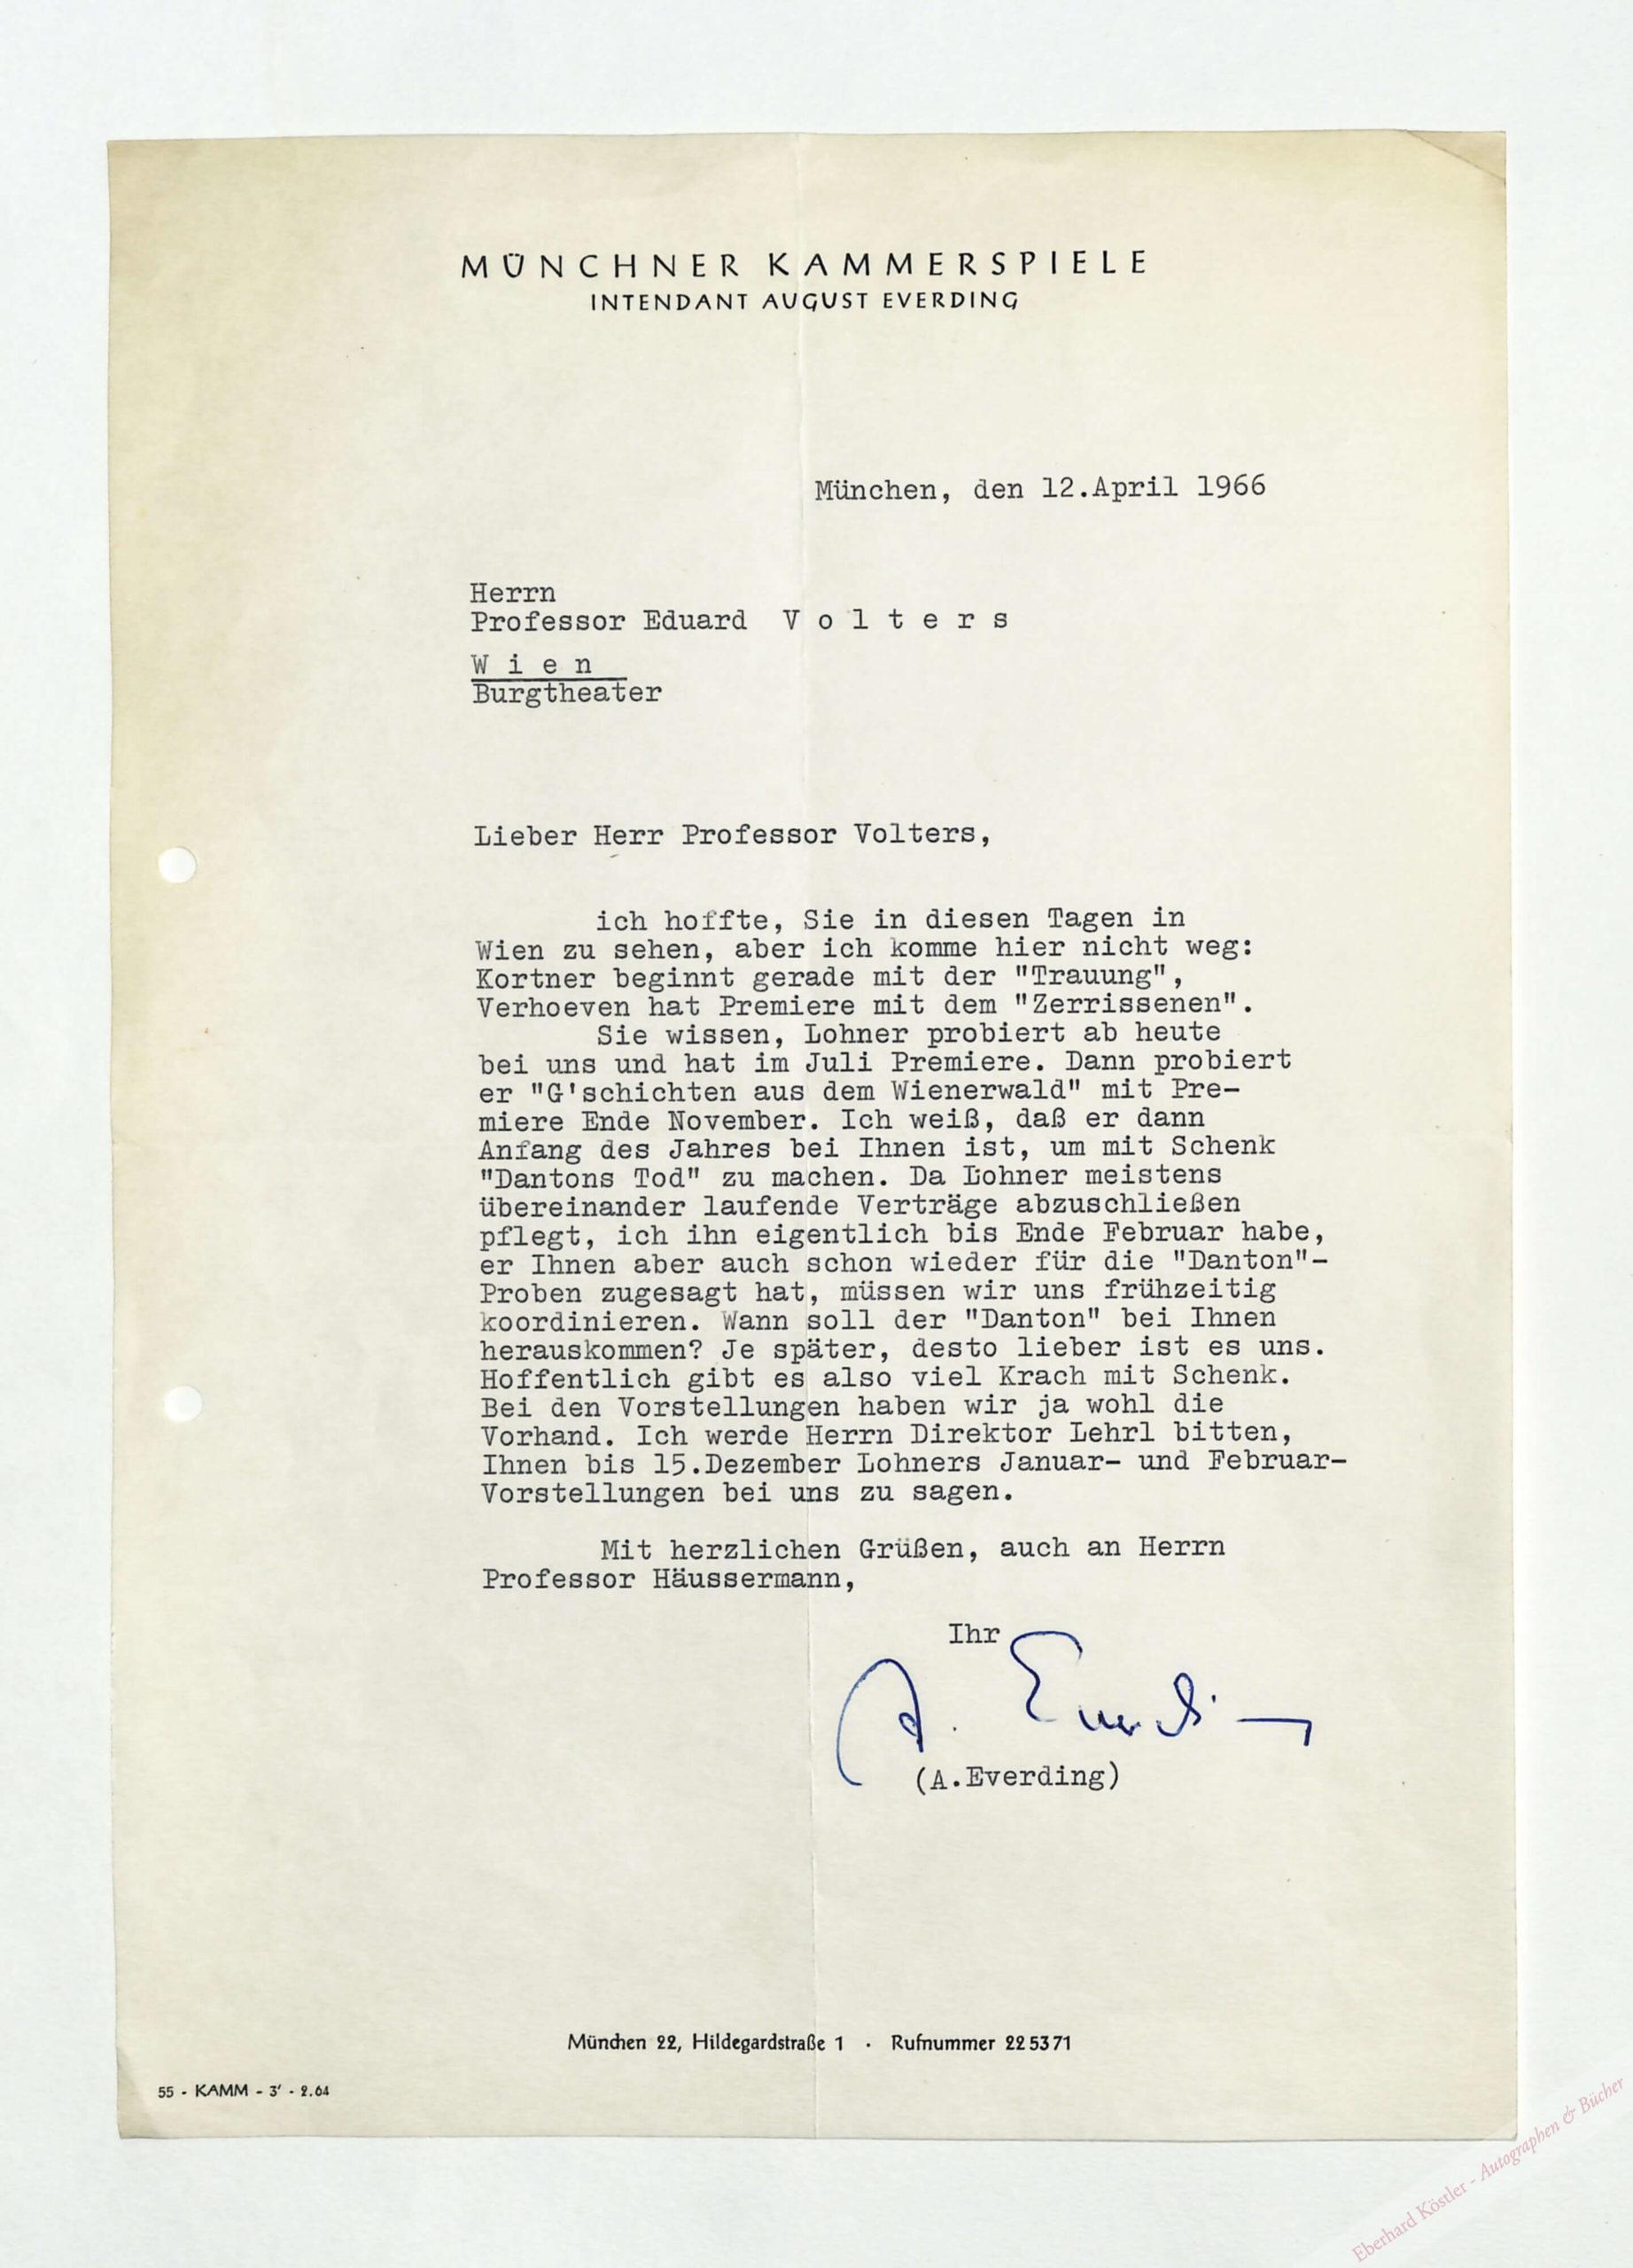 MÜNCHNER KAMMERSPIELE
INTENDANT AUGUST EVERDING
München, den 12.April 1966
Herrn
Professor Eduard V o l t e r s
W i e n
Burgtheater
Lieber Herr Professor Volters,
ich hoffte, Sie in diesen Tagen in
Wien zu sehen, aber ich komme hier nicht weg:
Kortner beginnt gerade mit der "Trauung",
Verhoeven hat Premiere mit dem "Zerrissenen".
Sie wissen, Lohner probiert ab heute
bei uns und hat im Juli Premiere. Dann probiert
er "G'schichten aus dem Wienerwald" mit Pre-
miere Ende November. Ich weiß, daß er dann
Anfang des Jahres bei Ihnen ist, um mit Schenk
"Dantons Tod" zu machen. Da Lohner meistens
übereinander laufende Verträge abzuschließen
pflegt, ich ihn eigentlich bis Ende Februar habe,
er Ihnen aber auch schon wieder für die "Danton"-
Proben zugesagt hat, müssen wir uns frühzeitig
koordinieren. Wann soll der "Danton" bei Ihnen
herauskommen? Je später, desto lieber ist es uns.
Hoffentlich gibt es also viel Krach mit Schenk.
Bei den Vorstellungen haben wir ja wohl die
Vorhand. Ich werde Herrn Direktor Lehrl bitten,
Ihnen bis 15.Dezember Lohners Januar- und Februar-
Vorstellungen bei uns zu sagen.
Mit herzlichen Grüßen, auch an Herrn
Professor Häussermann,
Ihr
A. Everding
(A.Everding)
München 22, Hildegardstraße 1 · Rufnummer 22 53 71
55 - KAMM - 3' - 2.64
Eberhard Köstler - Autographen & Bücher